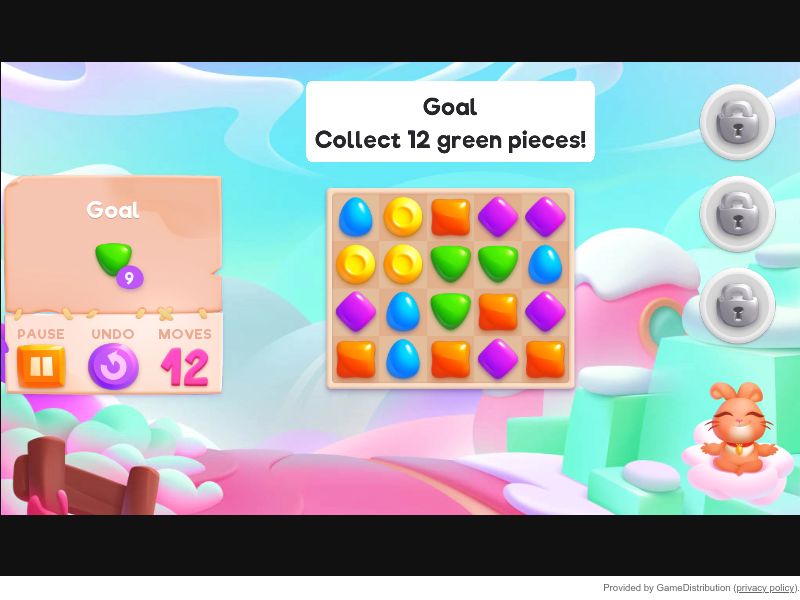 Goal
Collect 12 green pieces!
Goal
9
PAUSE
UNDO
MOVES
12
Provided by GameDistribution (privacy policy).